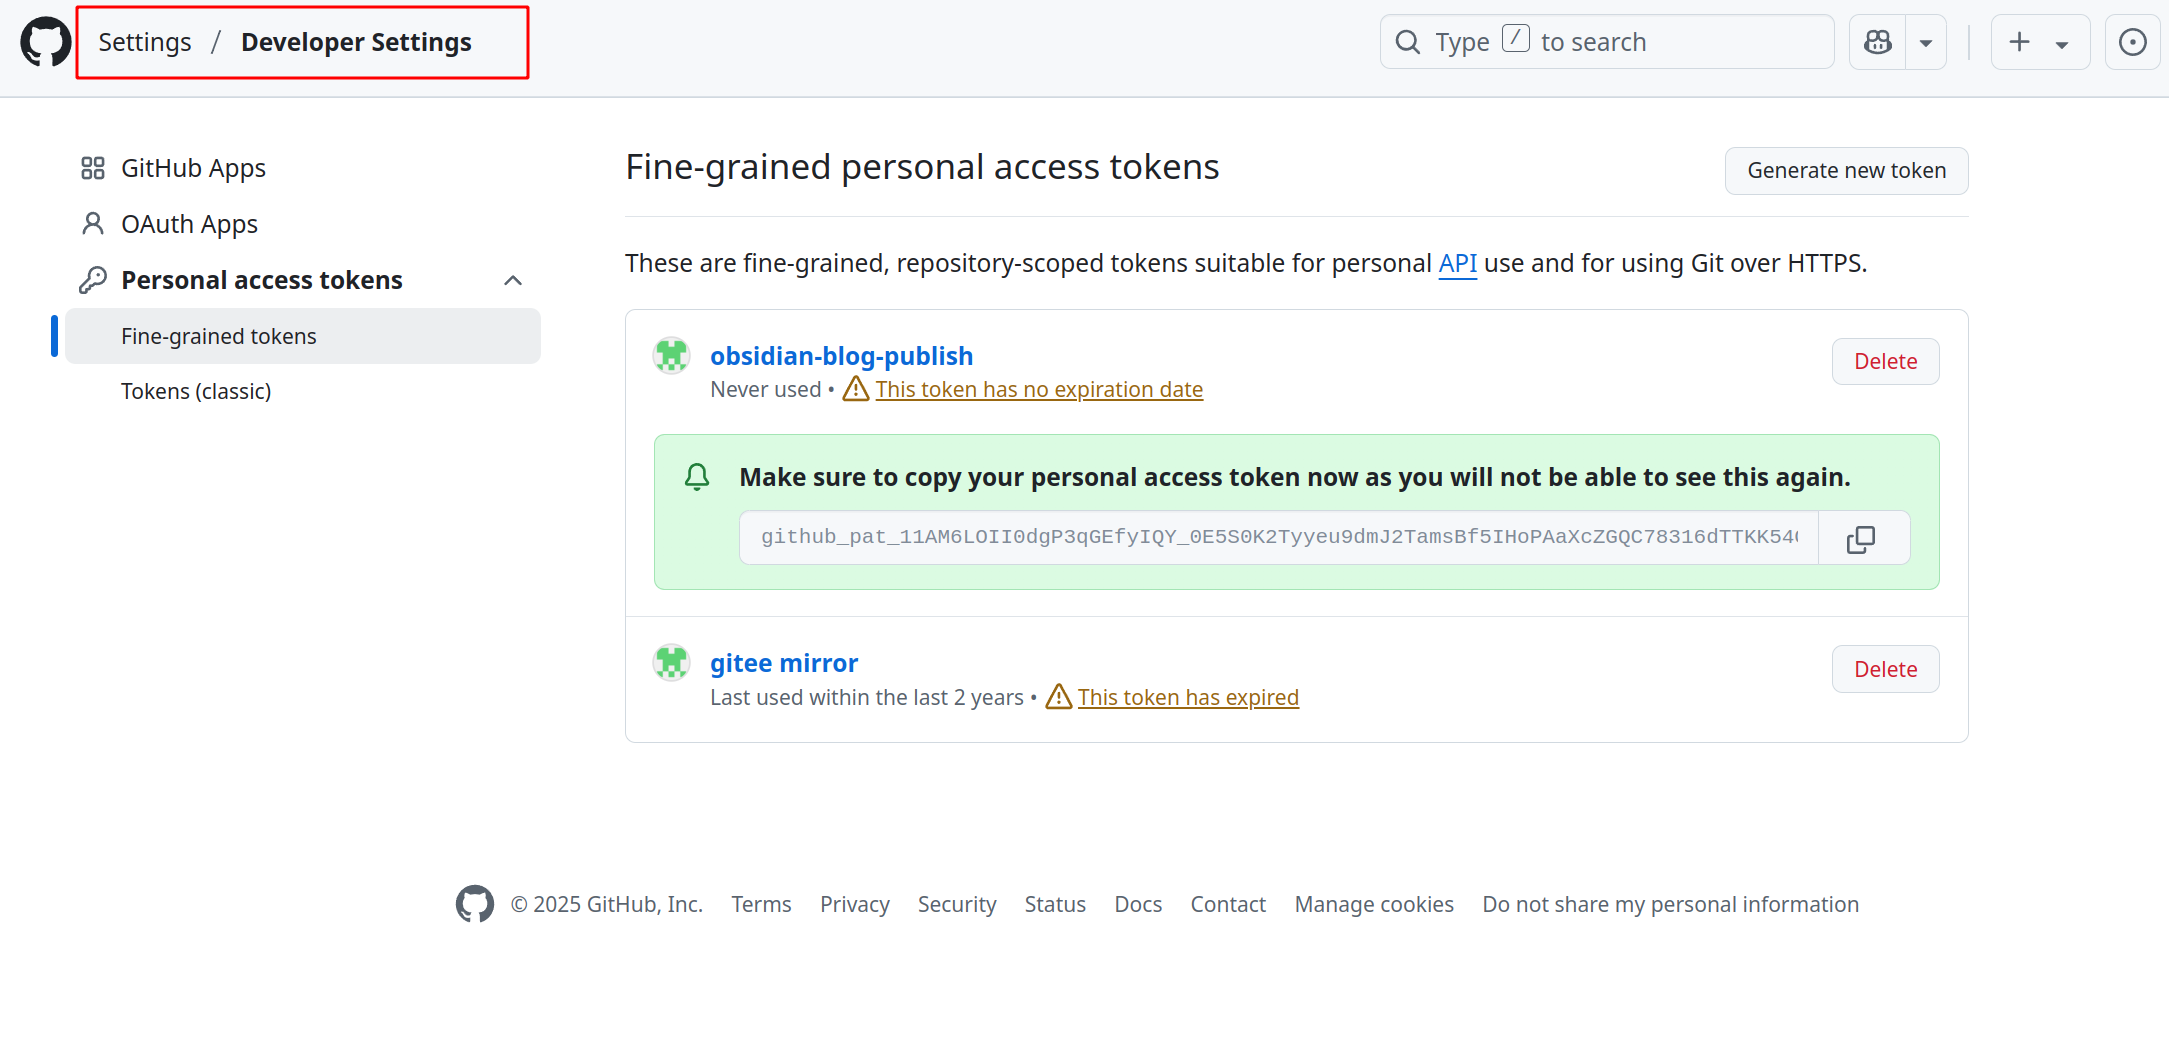 Settings / Developer Settings
Type / to search
GitHub Apps
OAuth Apps
Personal access tokens
Fine-grained tokens
Tokens (classic)
Fine-grained personal access tokens
Generate new token
These are fine-grained, repository-scoped tokens suitable for personal API use and for using Git over HTTPS.
obsidian-blog-publish
Delete
Never used • This token has no expiration date
Make sure to copy your personal access token now as you will not be able to see this again.
github_pat_11AM6LOII0dgP3qGEfyIQY_0E5S0K2Tyyeu9dmJ2TamsBf5IHoPAaXcZGQC78316dTTKK54
gitee mirror
Delete
Last used within the last 2 years • This token has expired
© 2025 GitHub, Inc. Terms Privacy Security Status Docs Contact Manage cookies Do not share my personal information